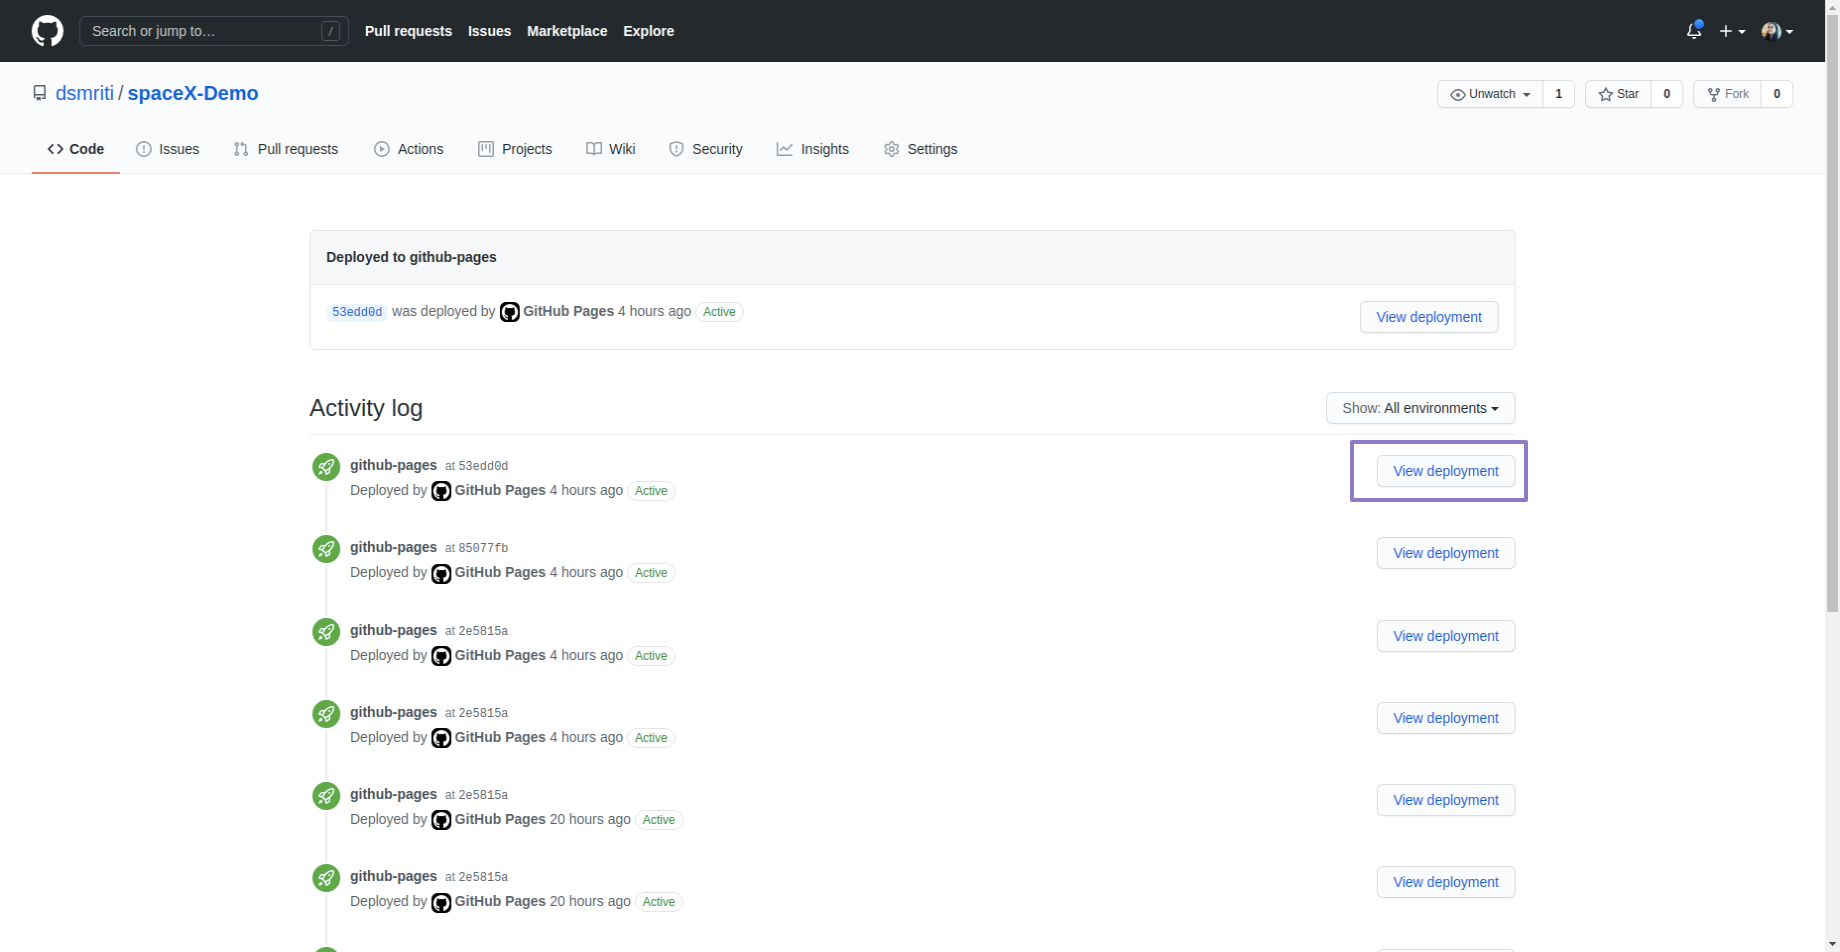 Search or jump to… / Pull requests Issues Marketplace Explore
dsmriti / spaceX-Demo Unwatch 1 Star 0 Fork 0
Code Issues Pull requests Actions Projects Wiki Security Insights Settings
Deployed to github-pages
53edd0d was deployed by GitHub Pages 4 hours ago Active View deployment
Activity log Show: All environments
github-pages at 53edd0d View deployment
Deployed by GitHub Pages 4 hours ago Active
github-pages at 85077fb View deployment
Deployed by GitHub Pages 4 hours ago Active
github-pages at 2e5815a View deployment
Deployed by GitHub Pages 4 hours ago Active
github-pages at 2e5815a View deployment
Deployed by GitHub Pages 4 hours ago Active
github-pages at 2e5815a View deployment
Deployed by GitHub Pages 20 hours ago Active
github-pages at 2e5815a View deployment
Deployed by GitHub Pages 20 hours ago Active